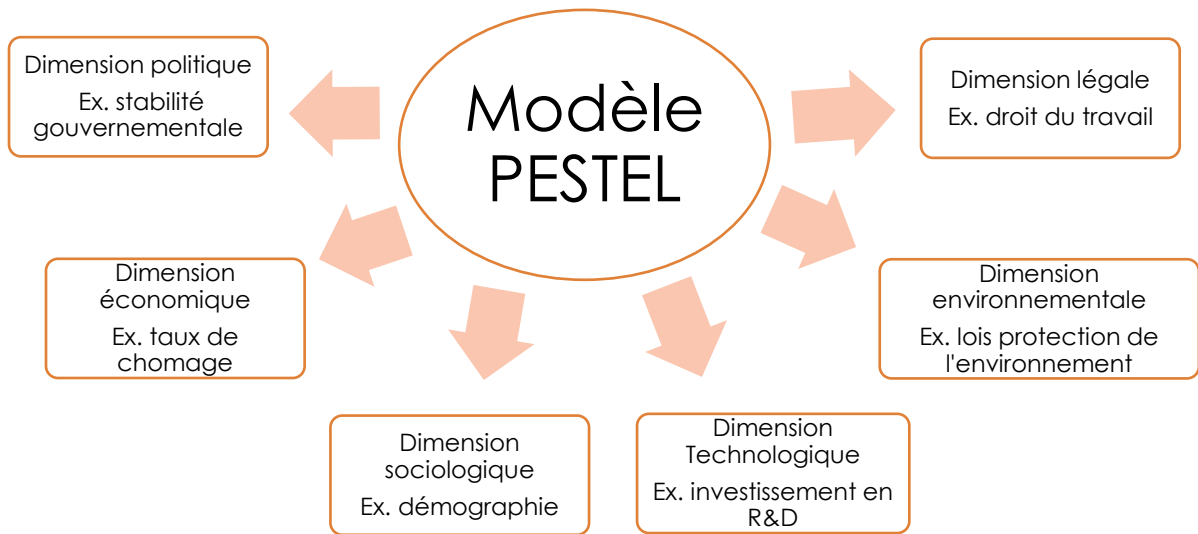 Modèle
PESTEL
Dimension politique
Ex. stabilité
gouvernementale
Dimension
économique
Ex. taux de
chomage
Dimension
sociologique
Ex. démographie
Dimension
Technologique
Ex. investissement en
R&D
Dimension
environnementale
Ex. lois protection de
l'environnement
Dimension légale
Ex. droit du travail